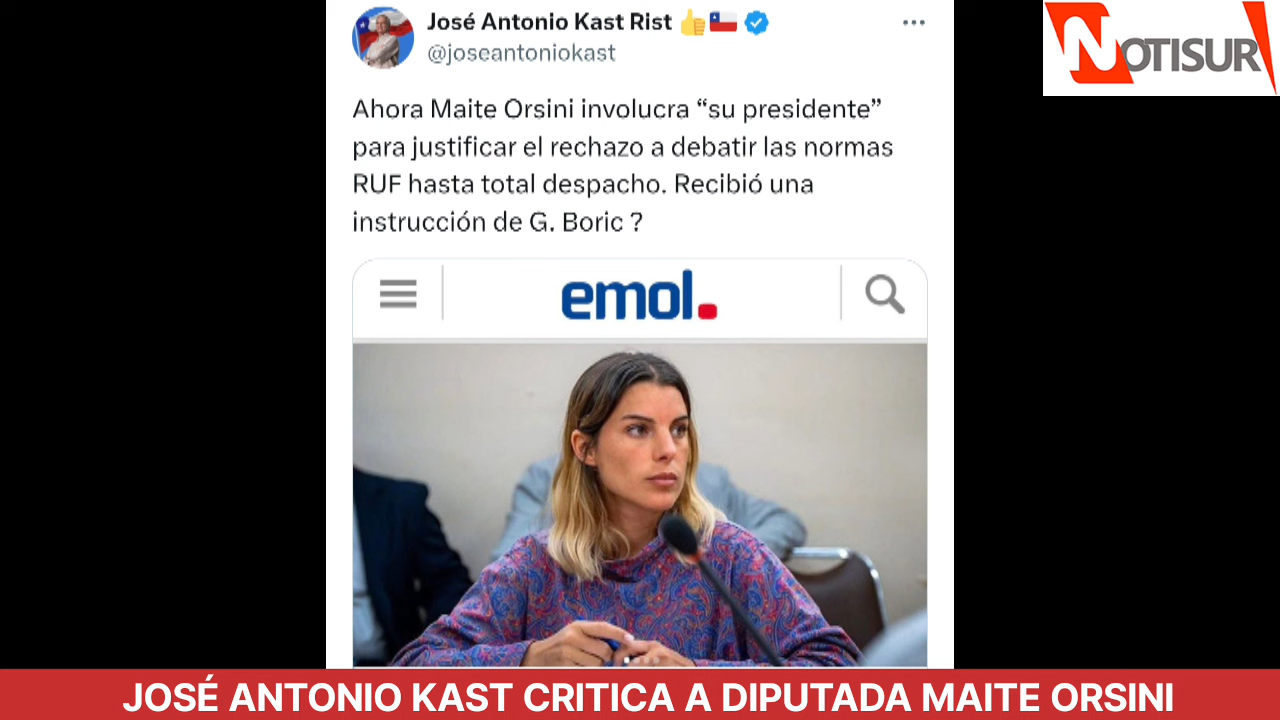 José Antonio Kast Rist 👍🇨🇱
@joseantoniokast
NOTISUR
Ahora Maite Orsini involucra “su presidente”
para justificar el rechazo a debatir las normas
RUF hasta total despacho. Recibió una
instrucción de G. Boric ?
emol.
JOSÉ ANTONIO KAST CRITICA A DIPUTADA MAITE ORSINI